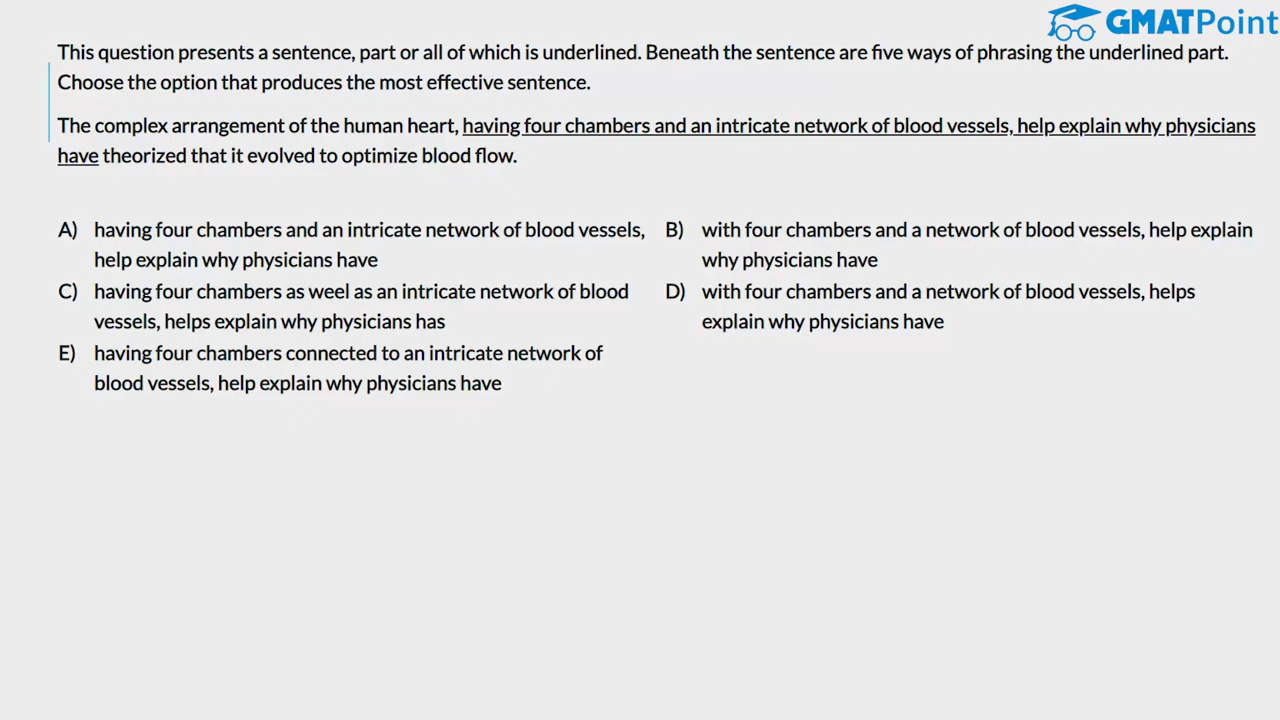 GMATPoint
This question presents a sentence, part or all of which is underlined. Beneath the sentence are five ways of phrasing the underlined part.
Choose the option that produces the most effective sentence.
The complex arrangement of the human heart, having four chambers and an intricate network of blood vessels, help explain why physicians
have theorized that it evolved to optimize blood flow.
A) having four chambers and an intricate network of blood vessels,
help explain why physicians have
B) with four chambers and a network of blood vessels, help explain
why physicians have
C) having four chambers as weel as an intricate network of blood
vessels, helps explain why physicians has
D) with four chambers and a network of blood vessels, helps
explain why physicians have
E) having four chambers connected to an intricate network of
blood vessels, help explain why physicians have